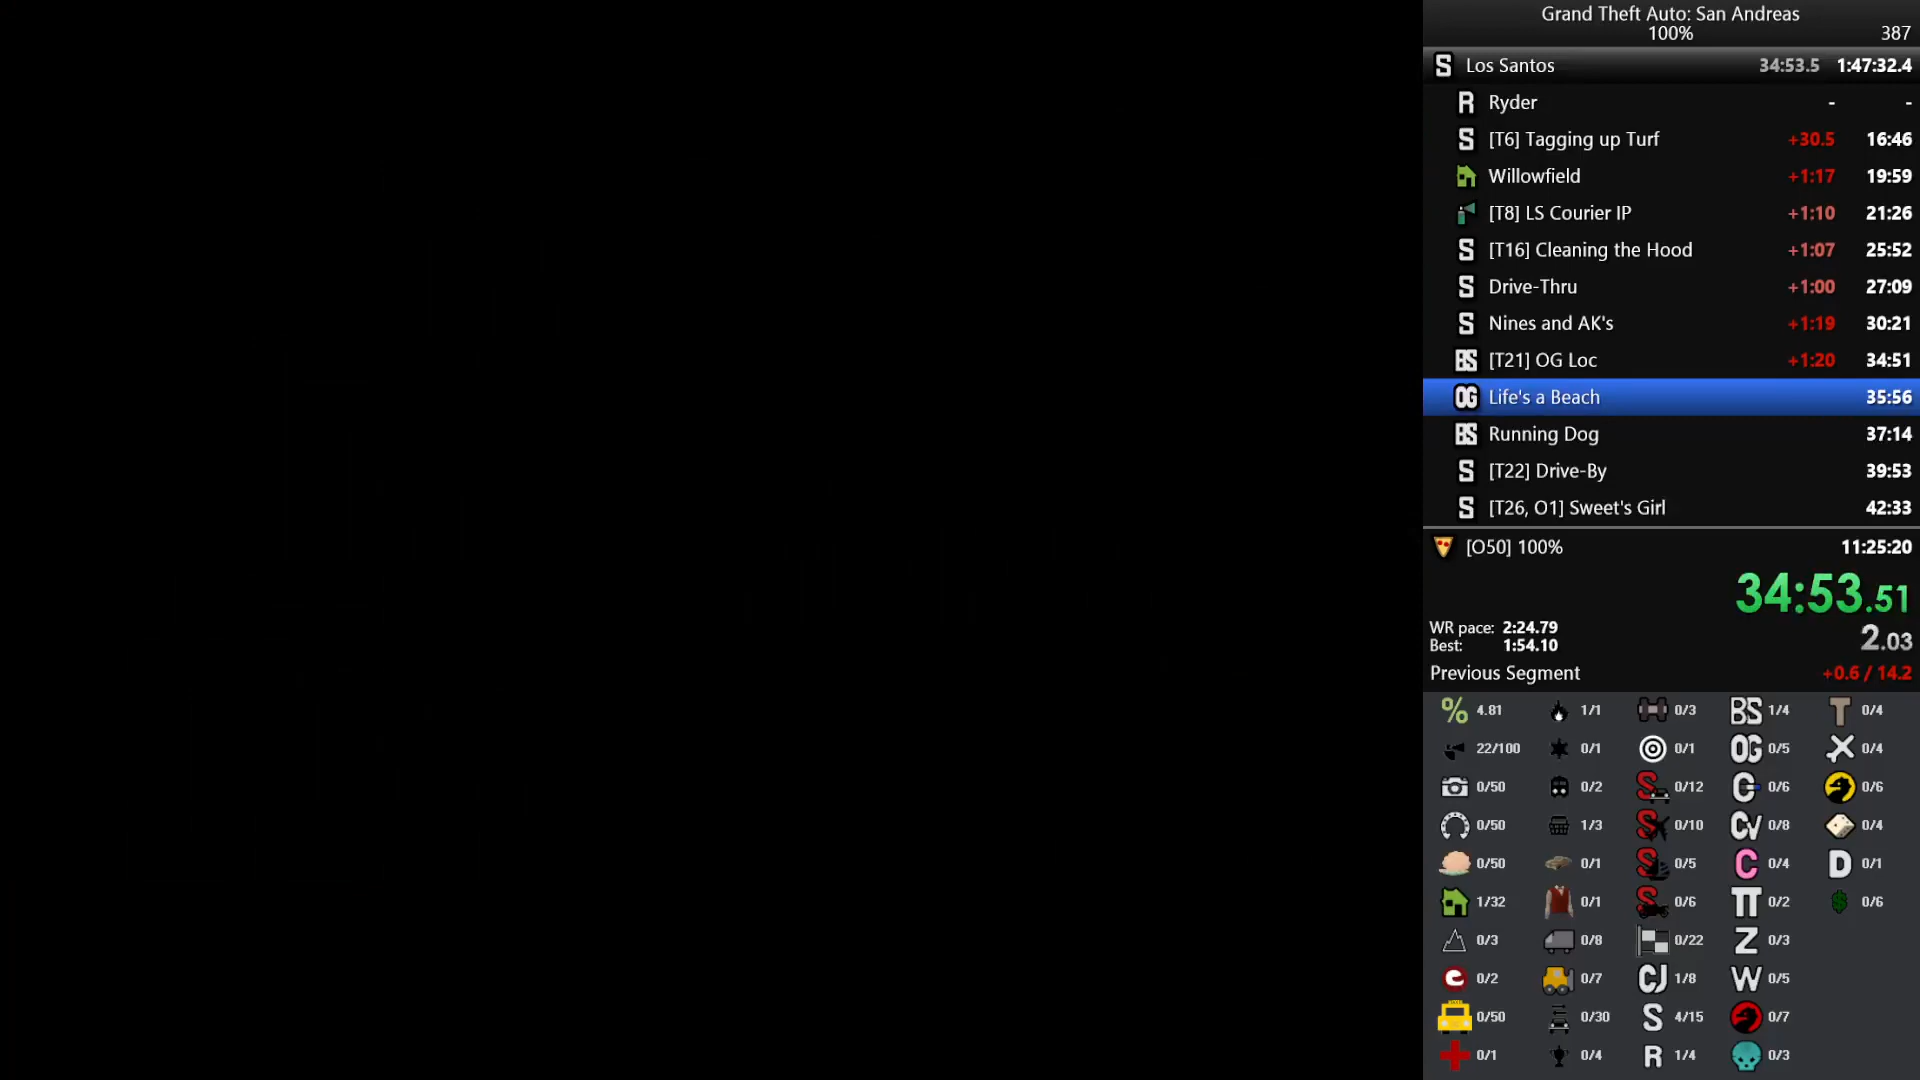 Grand Theft Auto: San Andreas
100% 387
S Los Santos 34:53.5 1:47:32.4
R Ryder - -
S [T6] Tagging up Turf +30.5 16:46
Willowfield +1:17 19:59
[T8] LS Courier IP +1:10 21:26
S [T16] Cleaning the Hood +1:07 25:52
S Drive-Thru +1:00 27:09
S Nines and AK's +1:19 30:21
BS [T21] OG Loc +1:20 34:51
OG Life's a Beach 35:56
BS Running Dog 37:14
S [T22] Drive-By 39:53
S [T26, O1] Sweet's Girl 42:33
[O50] 100% 11:25:20
34:53.51
WR pace: 2:24.79
2.03
Best: 1:54.10
Previous Segment +0.6 / 14.2
% 4.81 1/1 0/3 BS 1/4 T 0/4
22/100 0/1 0/1 OG 0/5 0/4
0/50 0/2 S 0/12 C 0/6 0/6
0/50 1/3 S 0/10 CV 0/8 0/4
0/50 0/1 S 0/5 C 0/4 D 0/1
1/32 0/1 S 0/6 TT 0/2 $ 0/6
0/3 0/8 0/22 Z 0/3
e 0/2 0/7 CJ 1/8 W 0/5
0/50 0/30 S 4/15 0/7
0/1 0/4 R 1/4 0/3